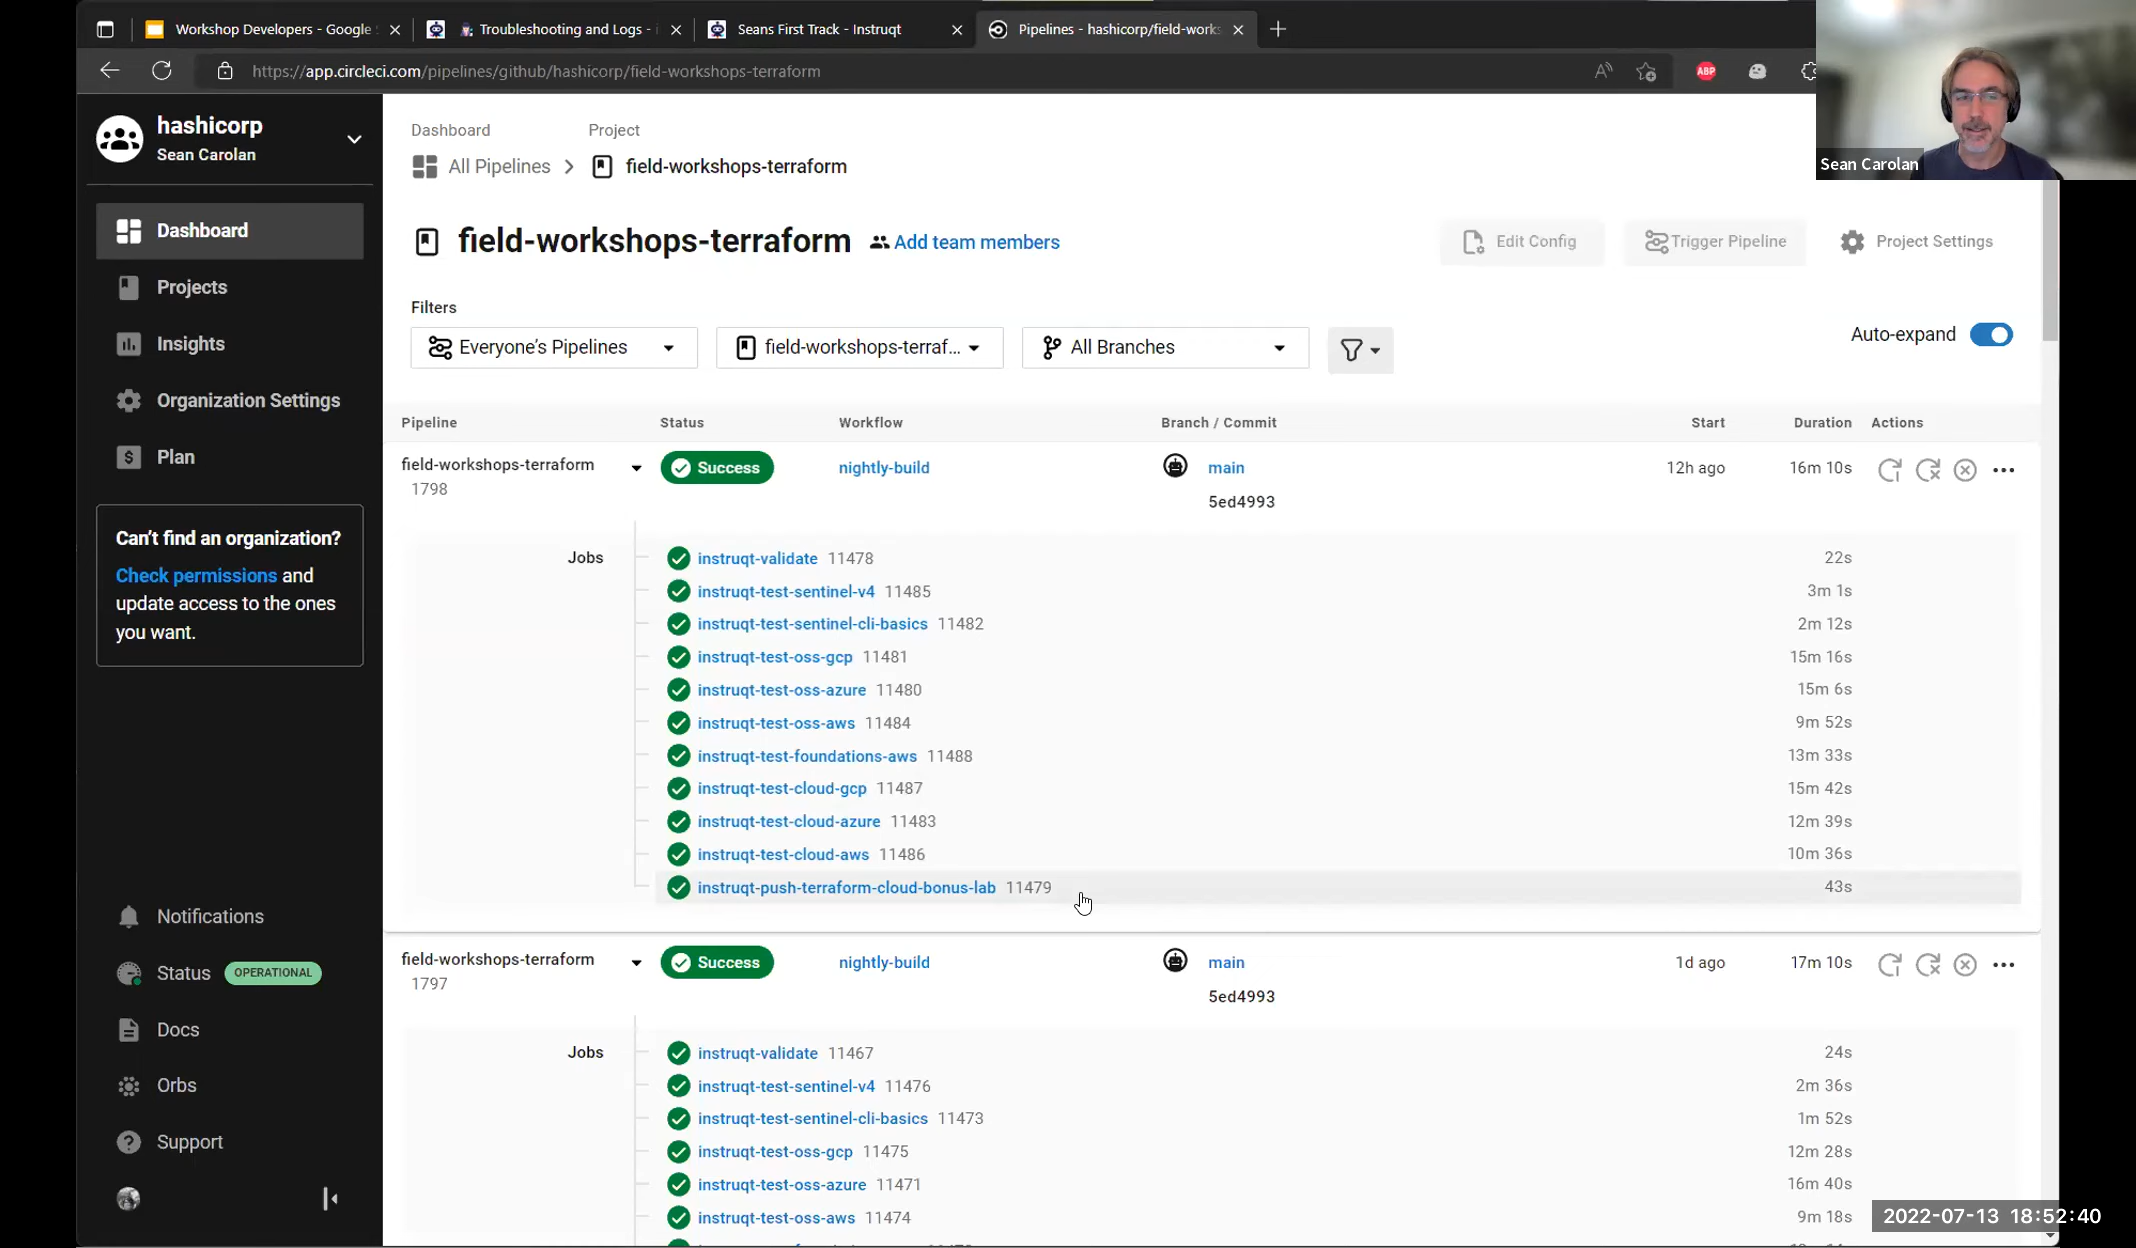 Workshop Developers - Google S
Troubleshooting and Logs -
Seans First Track - Instruqt
Pipelines - hashicorp/field-works
https://app.circleci.com/pipelines/github/hashicorp/field-workshops-terraform
ABP
Sean Carolan
hashicorp
Sean Carolan
Dashboard
Projects
Insights
Organization Settings
Plan
Can't find an organization?
Check permissions and
update access to the ones
you want.
Notifications
Status OPERATIONAL
Docs
Orbs
Support
Dashboard Project
All Pipelines > field-workshops-terraform
field-workshops-terraform Add team members
Edit Config Trigger Pipeline Project Settings
Filters
Everyone's Pipelines field-workshops-terraf... All Branches
Auto-expand
Pipeline Status Workflow Branch / Commit Start Duration Actions
field-workshops-terraform Success nightly-build main 12h ago 16m 10s
1798 5ed4993
Jobs instruqt-validate 11478 22s
instruqt-test-sentinel-v4 11485 3m 1s
instruqt-test-sentinel-cli-basics 11482 2m 12s
instruqt-test-oss-gcp 11481 15m 16s
instruqt-test-oss-azure 11480 15m 6s
instruqt-test-oss-aws 11484 9m 52s
instruqt-test-foundations-aws 11488 13m 33s
instruqt-test-cloud-gcp 11487 15m 42s
instruqt-test-cloud-azure 11483 12m 39s
instruqt-test-cloud-aws 11486 10m 36s
instruqt-push-terraform-cloud-bonus-lab 11479 43s
field-workshops-terraform Success nightly-build main 1d ago 17m 10s
1797 5ed4993
Jobs instruqt-validate 11467 24s
instruqt-test-sentinel-v4 11476 2m 36s
instruqt-test-sentinel-cli-basics 11473 1m 52s
instruqt-test-oss-gcp 11475 12m 28s
instruqt-test-oss-azure 11471 16m 40s
instruqt-test-oss-aws 11474 9m 18s
2022-07-13 18:52:40